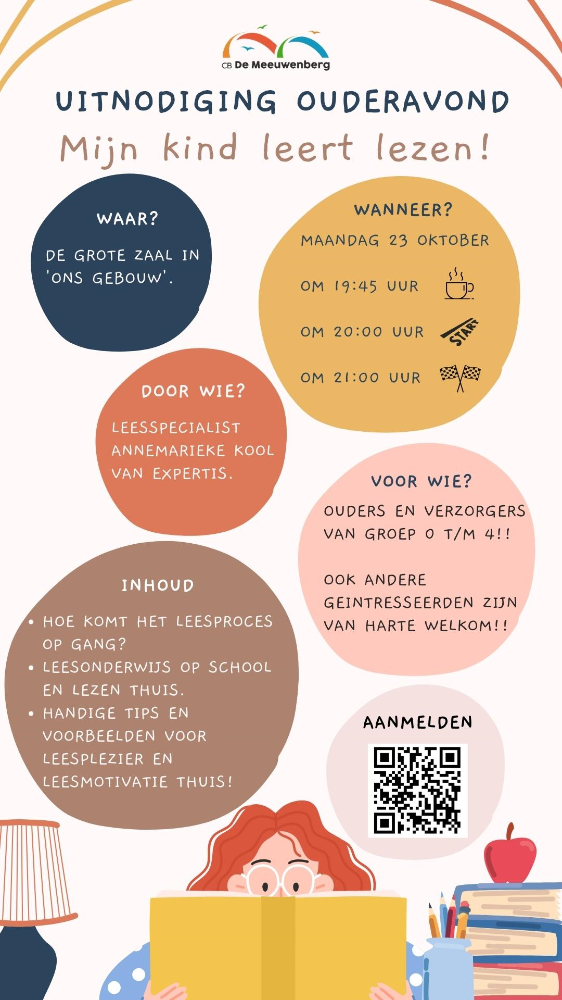 CB De Meeuwenberg
UITNODIGING OUDERAVOND
Mijn kind leert lezen!
WAAR?
DE GROTE ZAAL IN
'ONS GEBOUW'.
WANNEER?
MAANDAG 23 OKTOBER
OM 19:45 UUR
OM 20:00 UUR
START
OM 21:00 UUR
DOOR WIE?
LEESSPECIALIST
ANNEMARIEKE KOOL
VAN EXPERTIS.
VOOR WIE?
OUDERS EN VERZORGERS
VAN GROEP 0 T/M 4!!
OOK ANDERE
GEINTRESSEERDEN ZIJN
VAN HARTE WELKOM!!
INHOUD
• HOE KOMT HET LEESPROCES
OP GANG?
• LEESONDERWIJS OP SCHOOL
EN LEZEN THUIS.
• HANDIGE TIPS EN
VOORBEELDEN VOOR
LEESPLEZIER EN
LEESMOTIVATIE THUIS!
AANMELDEN